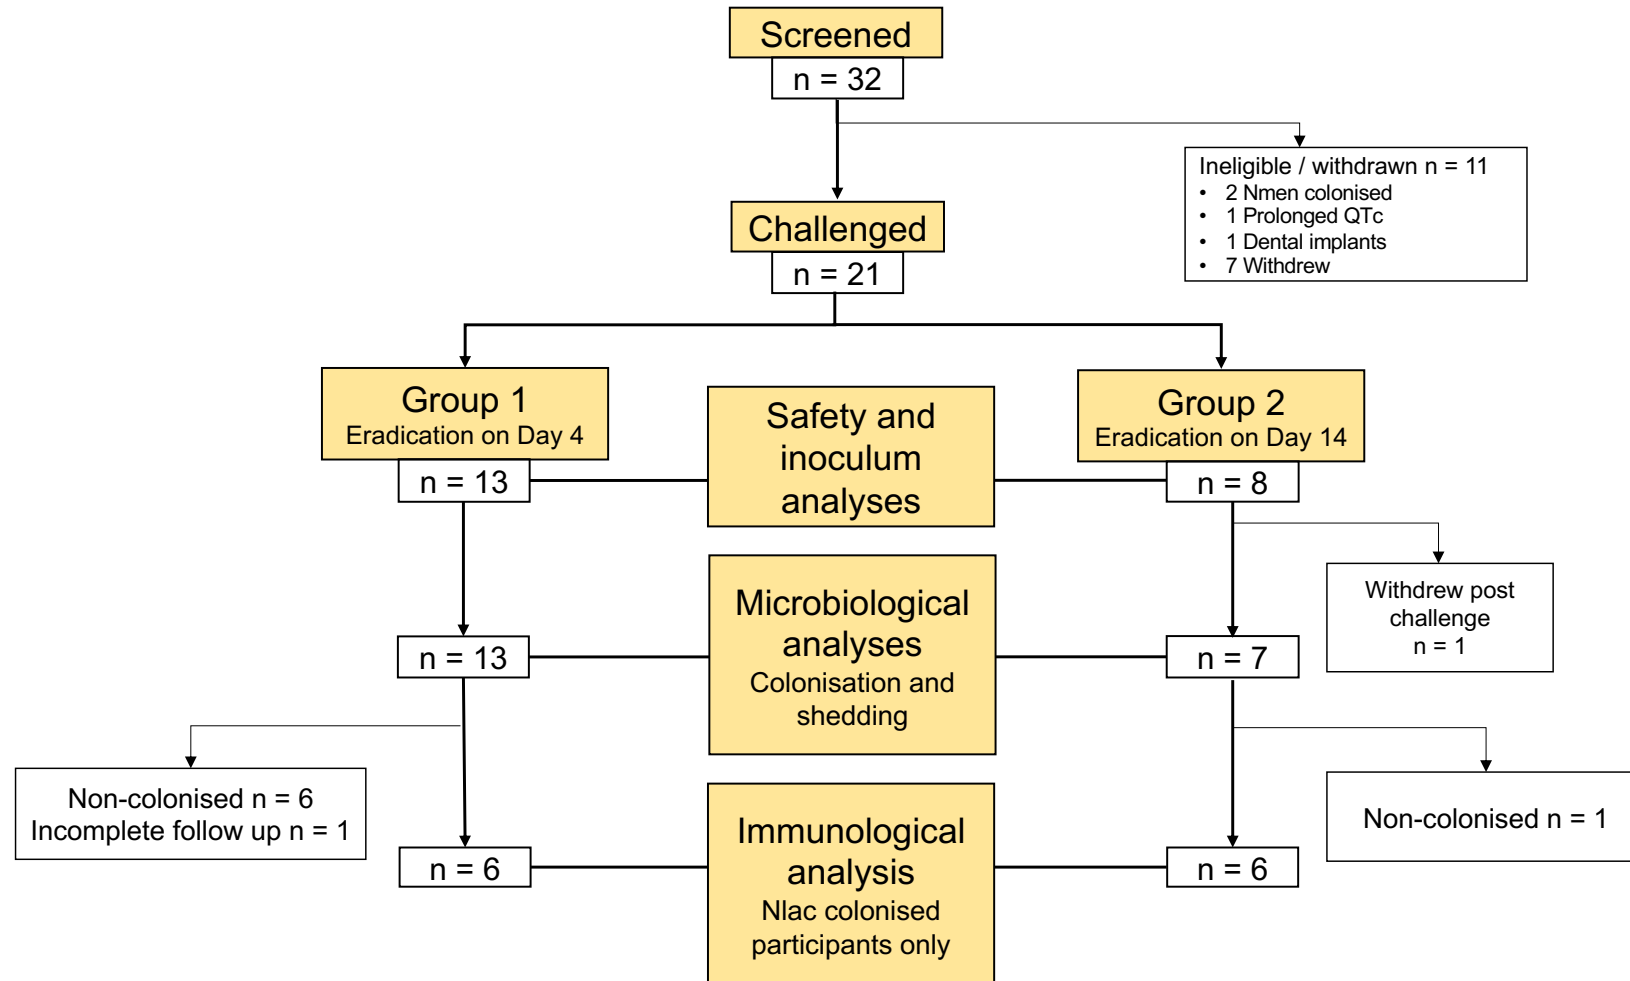 Screened
n = 32
Ineligible / withdrawn n = 11
• 2 Nmen colonised
• 1 Prolonged QTc
• 1 Dental implants
• 7 Withdrew
Challenged
n = 21
Group 1
Eradication on Day 4
n = 13
Safety and
inoculum
analyses
Group 2
Eradication on Day 14
n = 8
Withdrew post
challenge
n = 1
Microbiological
analyses
Colonisation and
shedding
n = 13
n = 7
Non-colonised n = 6
Incomplete follow up n = 1
Non-colonised n = 1
Immunological
analysis
Nlac colonised
participants only
n = 6
n = 6